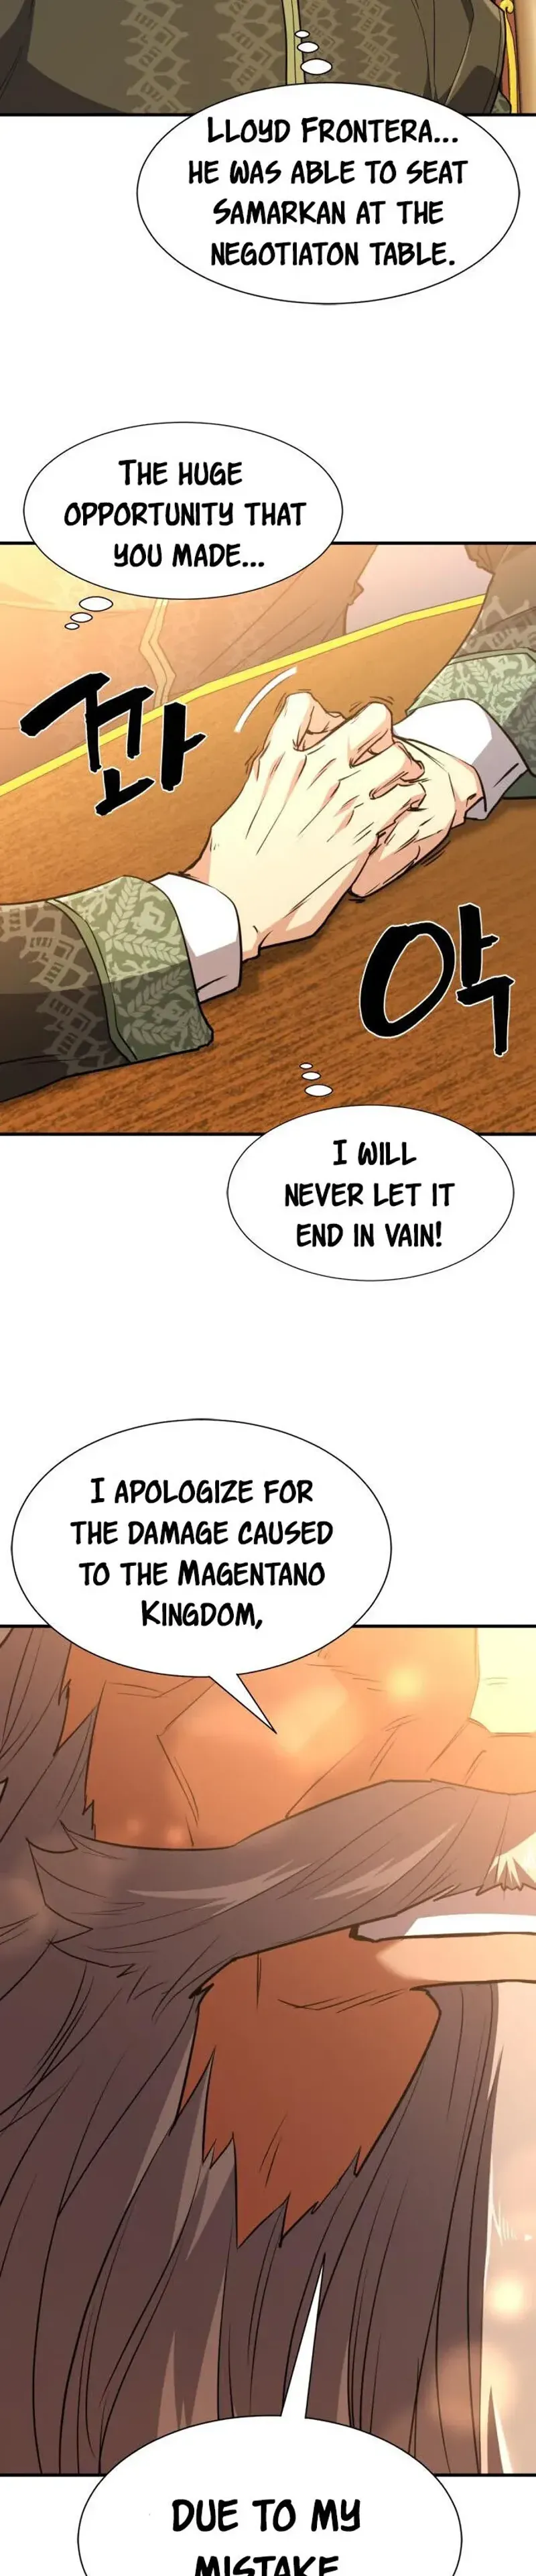 LLOYD FRONTERA...
HE WAS ABLE TO SEAT
SAMARKAN AT THE
NEGOTIATON TABLE.
THE HUGE
OPPORTUNITY THAT
YOU MADE...
꽈
악
I WILL
NEVER LET IT
END IN VAIN!
I APOLOGIZE FOR
THE DAMAGE CAUSED
TO THE MAGENTANO
KINGDOM,
DUE TO MY
MISTAKE